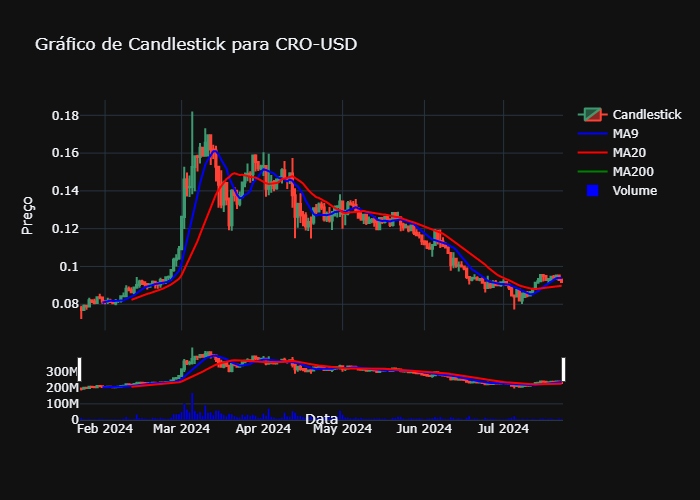 Gráfico de Candlestick para CRO-USD
Preço
0.18
0.16
0.14
0.12
0.1
0.08
Candlestick
MA9
MA20
MA200
Volume
300M
200M
100M
0
Data
Feb 2024 Mar 2024 Apr 2024 May 2024 Jun 2024 Jul 2024